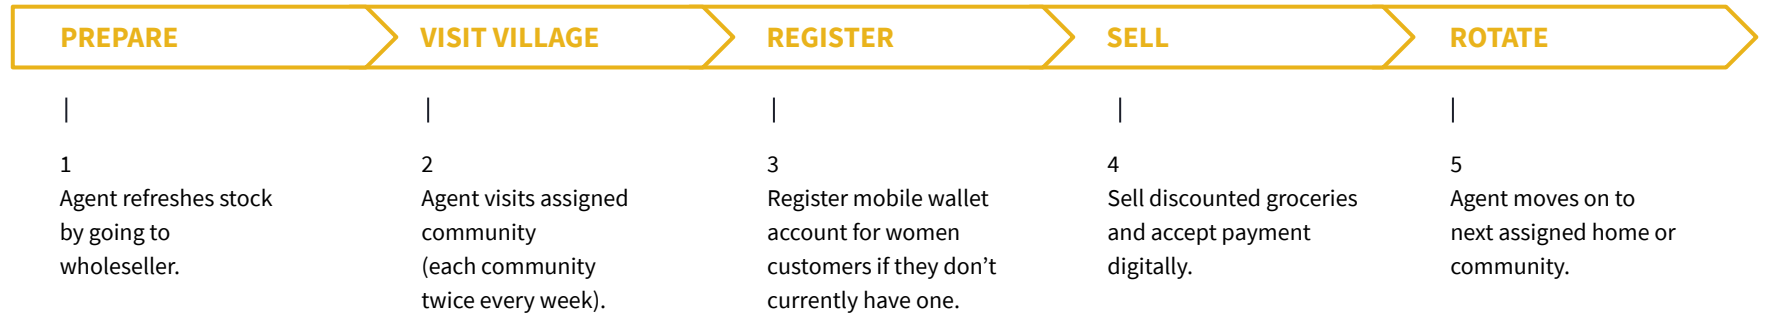 PREPARE
VISIT VILLAGE
REGISTER
SELL
ROTATE
1
Agent refreshes stock
by going to
wholeseller.
2
Agent visits assigned
community
(each community
twice every week).
3
Register mobile wallet
account for women
customers if they don’t
currently have one.
4
Sell discounted groceries
and accept payment
digitally.
5
Agent moves on to
next assigned home or
community.